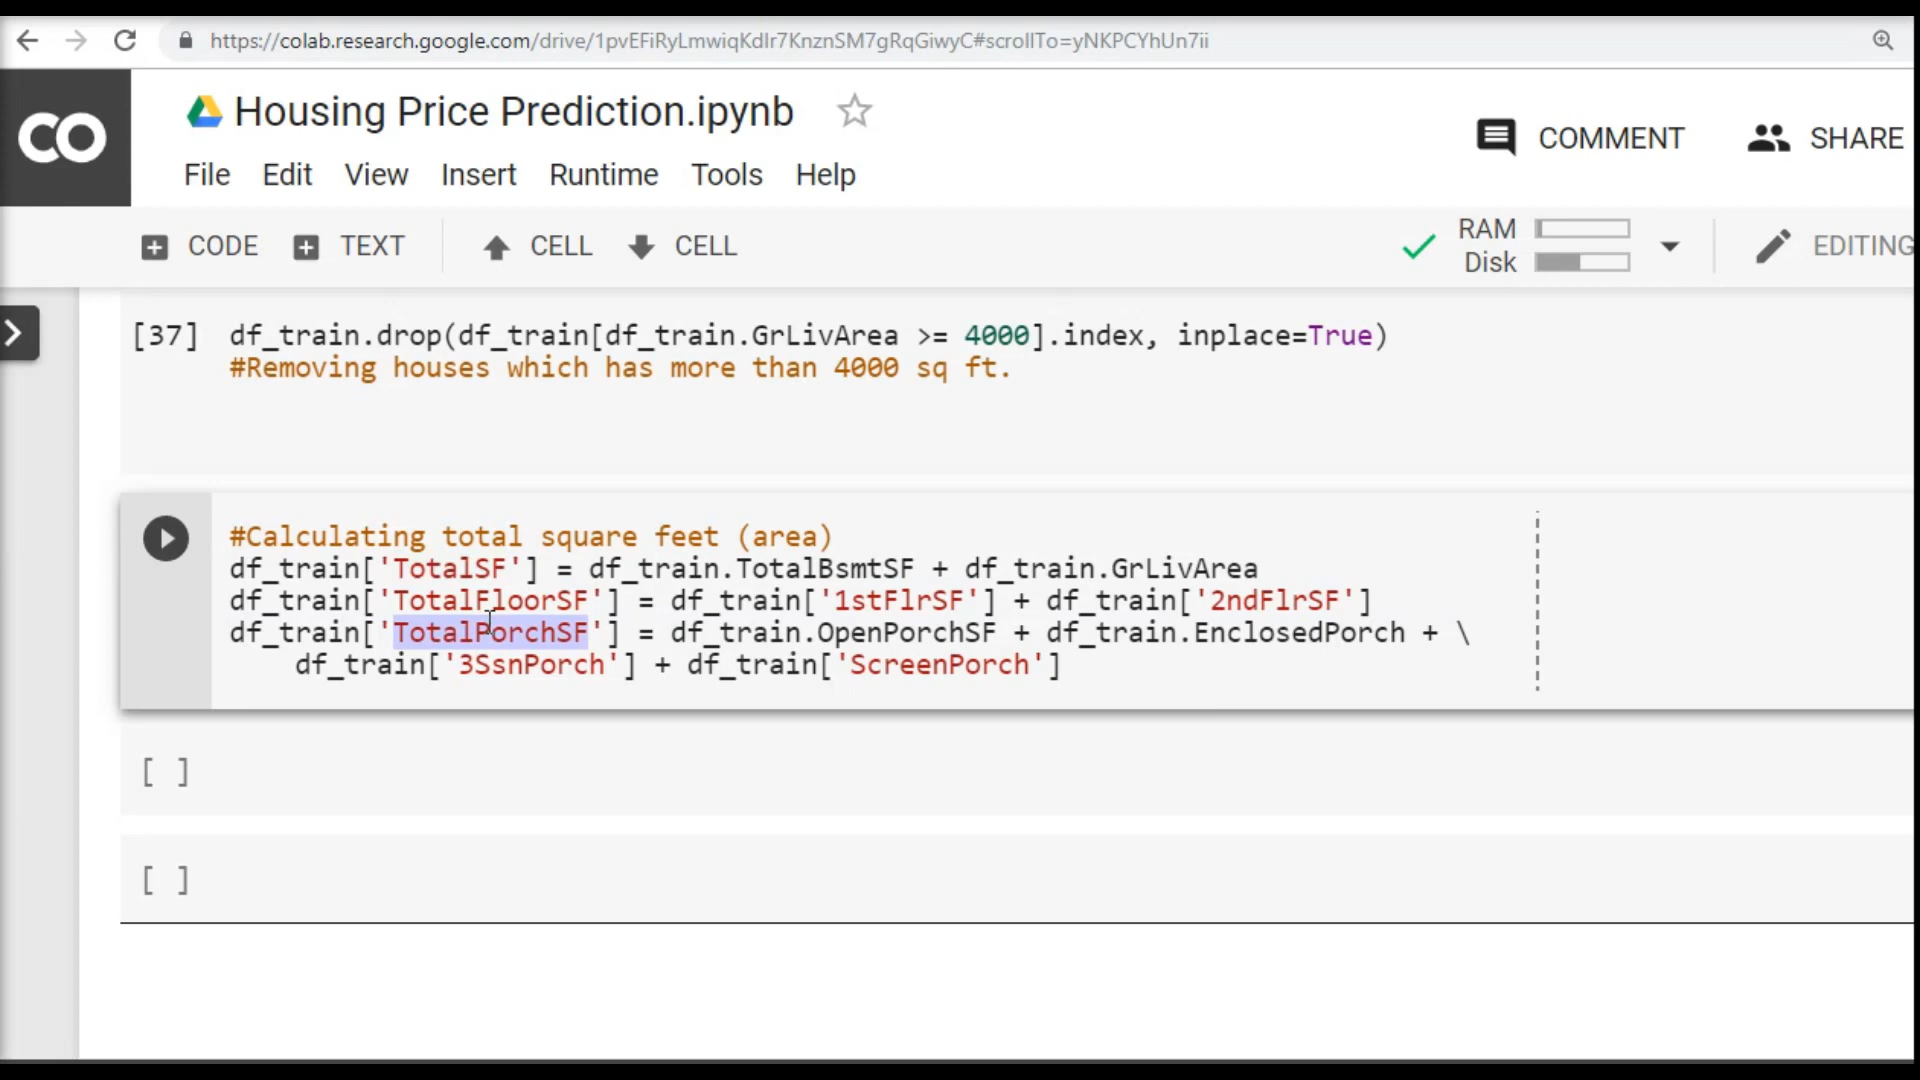 https://colab.research.google.com/drive/1pvEFiRyLmwiqKdIr7KnznSM7gRqGiwyC#scrollTo=yNKPCYhUn7ii
CO
Housing Price Prediction.ipynb
COMMENT
SHARE
File Edit View Insert Runtime Tools Help
CODE TEXT CELL CELL
RAM
Disk
EDITING
[37] df_train.drop(df_train[df_train.GrLivArea >= 4000].index, inplace=True)
#Removing houses which has more than 4000 sq ft.
#Calculating total square feet (area)
df_train['TotalSF'] = df_train.TotalBsmtSF + df_train.GrLivArea
df_train['TotalFloorSF'] = df_train['1stFlrSF'] + df_train['2ndFlrSF']
df_train['TotalPorchSF'] = df_train.OpenPorchSF + df_train.EnclosedPorch + \
df_train['3SsnPorch'] + df_train['ScreenPorch']
[ ]
[ ]